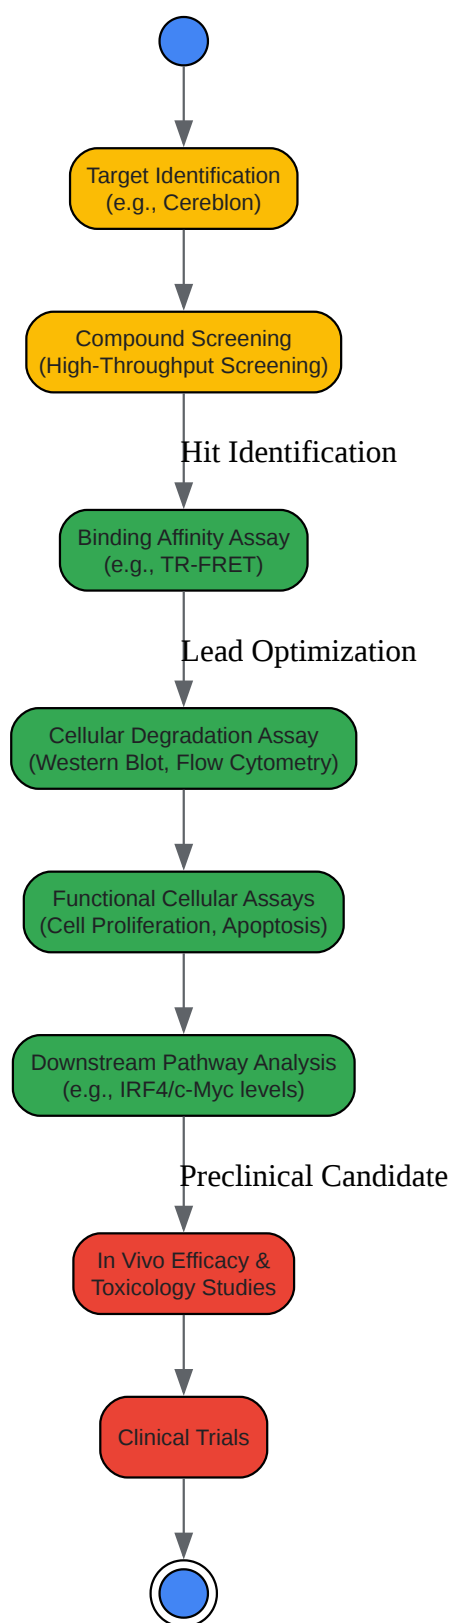 Target Identification
(e.g., Cereblon)
Compound Screening
(High-Throughput Screening)
Hit Identification
Binding Affinity Assay
(e.g., TR-FRET)
Lead Optimization
Cellular Degradation Assay
(Western Blot, Flow Cytometry)
Functional Cellular Assays
(Cell Proliferation, Apoptosis)
Downstream Pathway Analysis
(e.g., IRF4/c-Myc levels)
Preclinical Candidate
In Vivo Efficacy &
Toxicology Studies
Clinical Trials